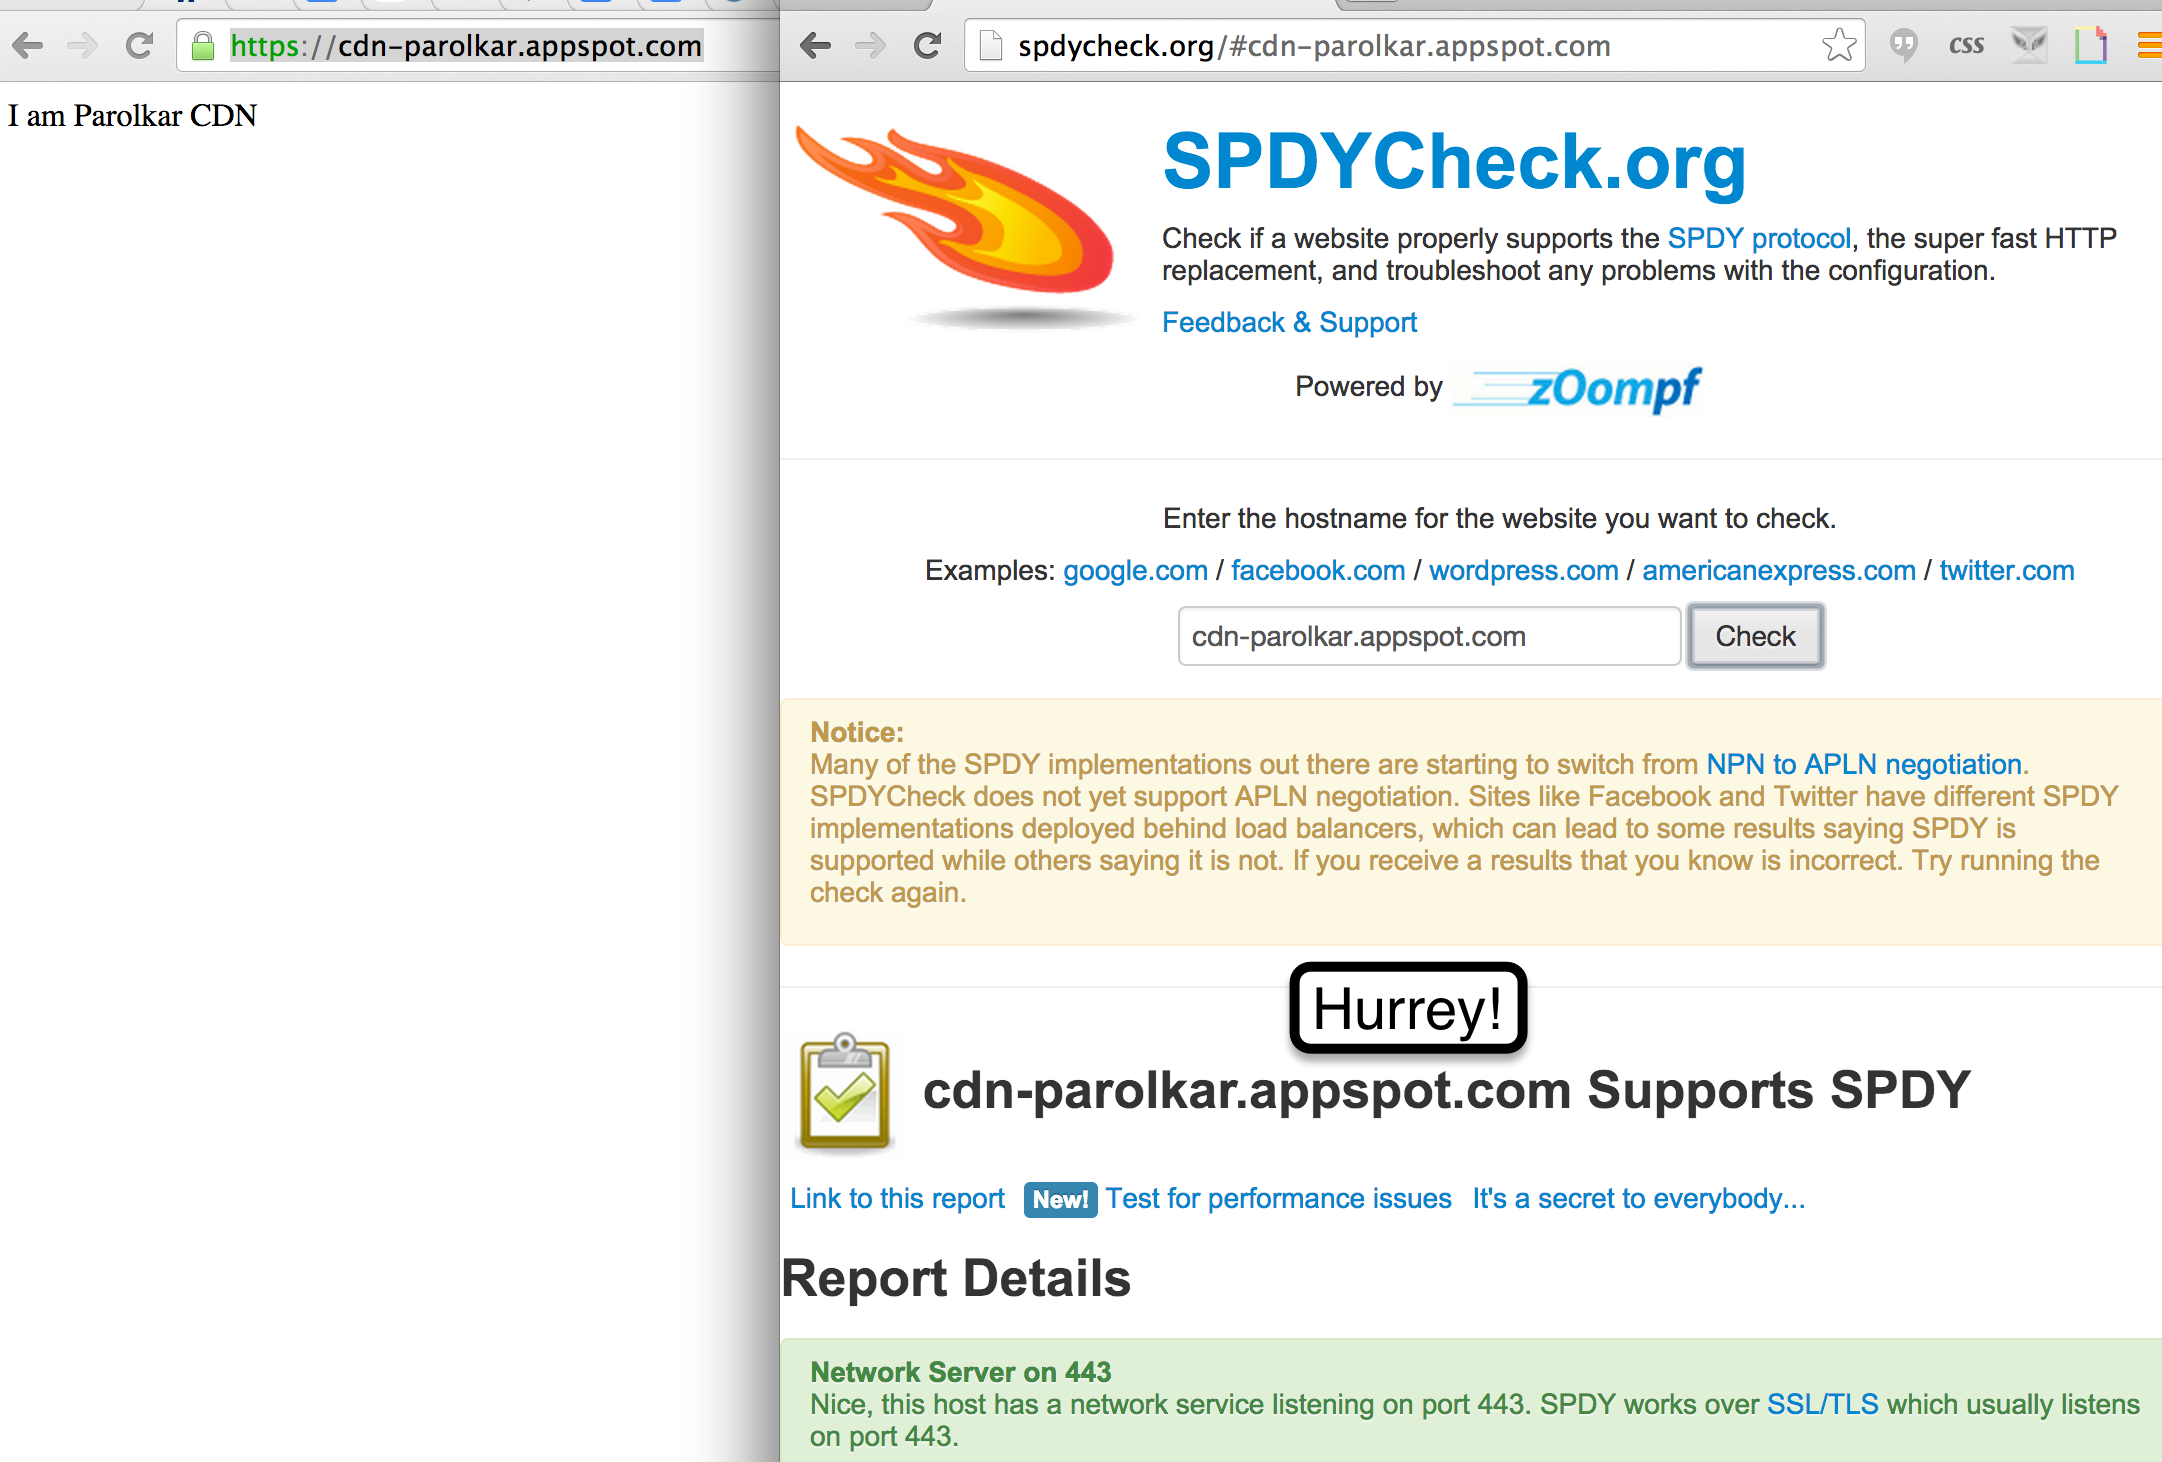 https://cdn-parolkar.appspot.com
I am Parolkar CDN
spdycheck.org/#cdn-parolkar.appspot.com
css
SPDYCheck.org
Check if a website properly supports the SPDY protocol, the super fast HTTP
replacement, and troubleshoot any problems with the configuration.
Feedback & Support
Powered by zOompf
Enter the hostname for the website you want to check.
Examples: google.com / facebook.com / wordpress.com / americanexpress.com / twitter.com
cdn-parolkar.appspot.com Check
Notice:
Many of the SPDY implementations out there are starting to switch from NPN to APLN negotiation.
SPDYCheck does not yet support APLN negotiation. Sites like Facebook and Twitter have different SPDY
implementations deployed behind load balancers, which can lead to some results saying SPDY is
supported while others saying it is not. If you receive a results that you know is incorrect. Try running the
check again.
Hurrey!
cdn-parolkar.appspot.com Supports SPDY
Link to this report New! Test for performance issues It's a secret to everybody...
Report Details
Network Server on 443
Nice, this host has a network service listening on port 443. SPDY works over SSL/TLS which usually listens
on port 443.